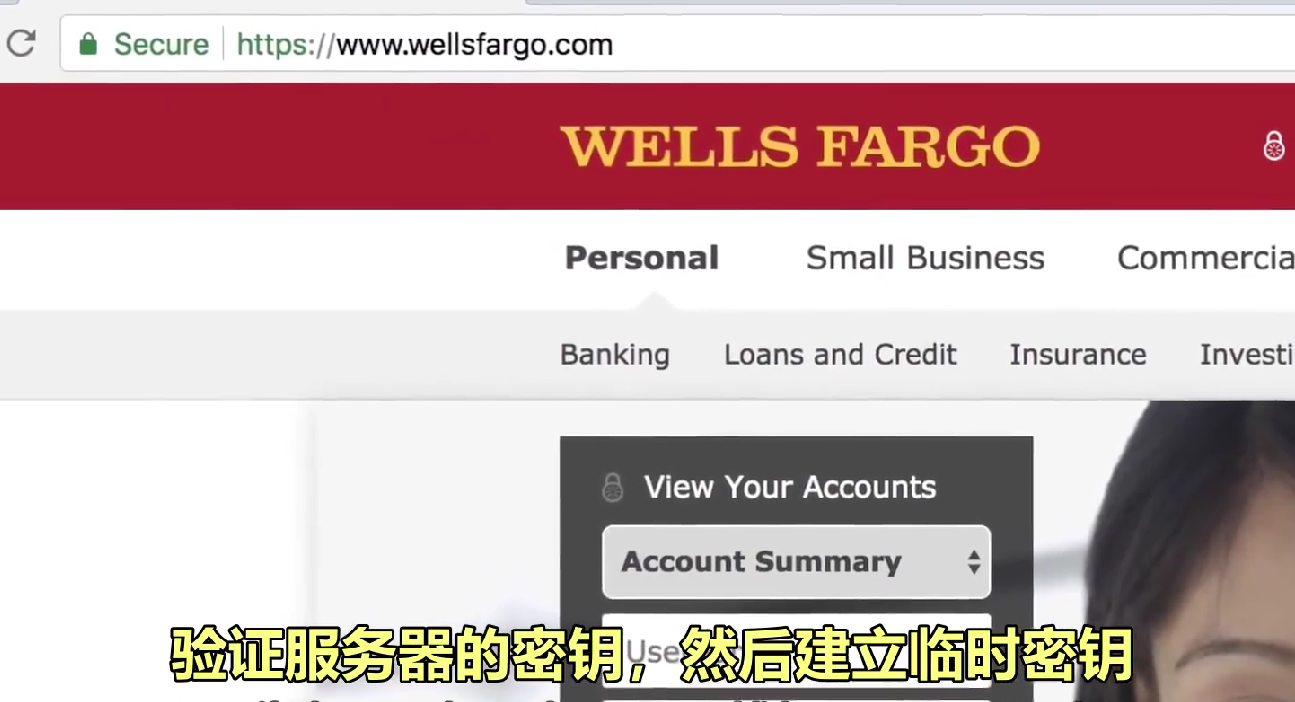 Secure https://www.wellsfargo.com
WELLS FARGO
Personal Small Business Commercia
Banking Loans and Credit Insurance Investi
View Your Accounts
Account Summary
验证服务器的密钥，然后建立临时密钥